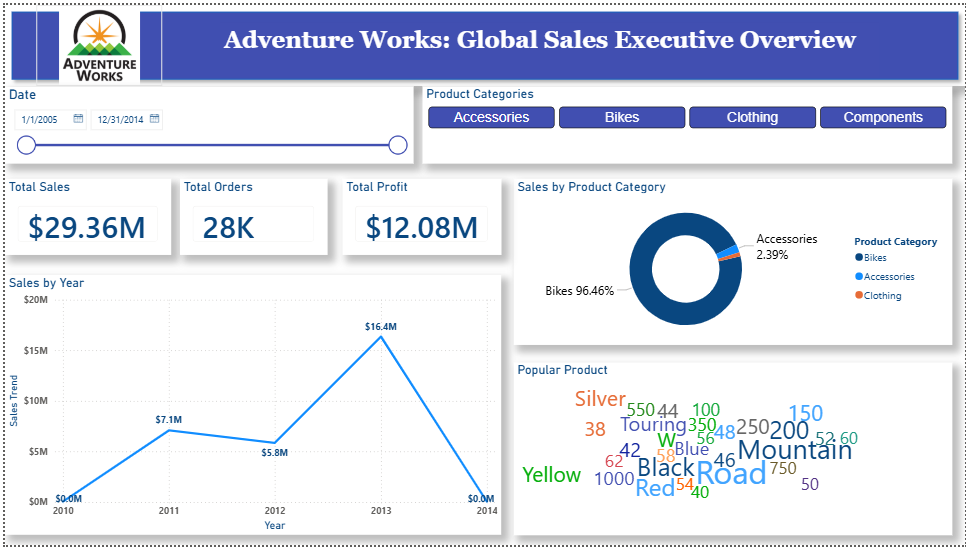 Adventure Works: Global Sales Executive Overview
ADVENTURE
WORKS
Date
1/1/2005
12/31/2014
Product Categories
Accessories
Bikes
Clothing
Components
Total Sales
$29.36M
Total Orders
28K
Total Profit
$12.08M
Sales by Product Category
Accessories
2.39%
Bikes 96.46%
Product Category
Bikes
Accessories
Clothing
Sales by Year
Sales Trend
$20M
$15M
$10M
$5M
$0M
$0.0M
$7.1M
$5.8M
$16.4M
$0.0M
2010
2011
2012
2013
2014
Year
Popular Product
Silver
550
44
100
150
38
Touring
350
48
250
200
W
56
52
60
42
58
Blue
46
Mountain
62
Black
Road
750
Yellow
1000
Red
54
40
50